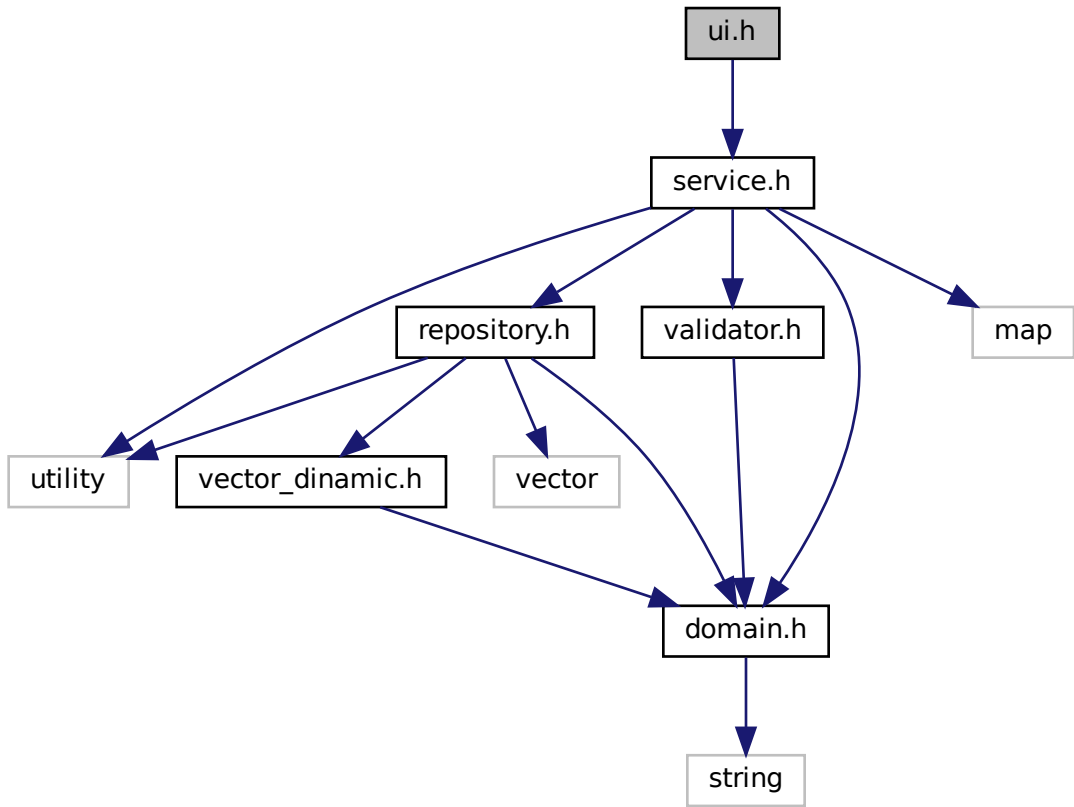 ui.h
service.h
repository.h
validator.h
map
utility
vector_dinamic.h
vector
domain.h
string